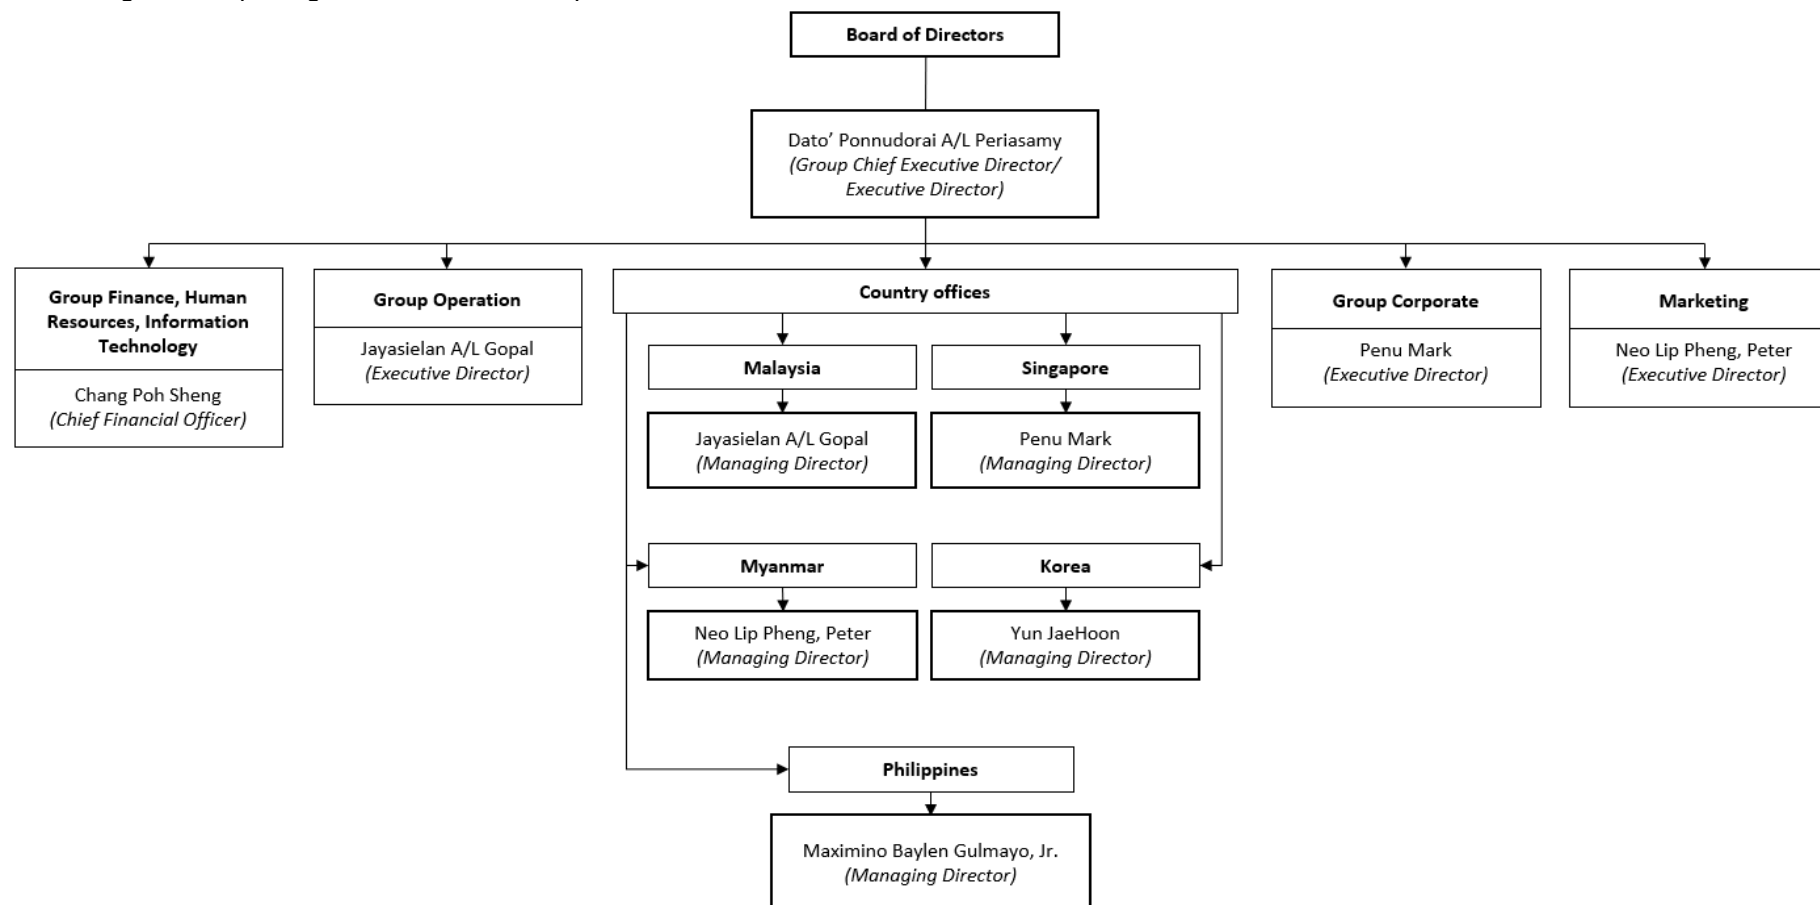 Board of Directors
Dato’ Ponnudorai A/L Periasamy
(Group Chief Executive Director/
Executive Director)
Group Finance, Human
Resources, Information
Technology
Chang Poh Sheng
(Chief Financial Officer)
Group Operation
Jayasielan A/L Gopal
(Executive Director)
Country offices
Malaysia
Jayasielan A/L Gopal
(Managing Director)
Singapore
Penu Mark
(Managing Director)
Myanmar
Neo Lip Pheng, Peter
(Managing Director)
Korea
Yun JaeHoon
(Managing Director)
Philippines
Maximino Baylen Gulmayo, Jr.
(Managing Director)
Group Corporate
Penu Mark
(Executive Director)
Marketing
Neo Lip Pheng, Peter
(Executive Director)